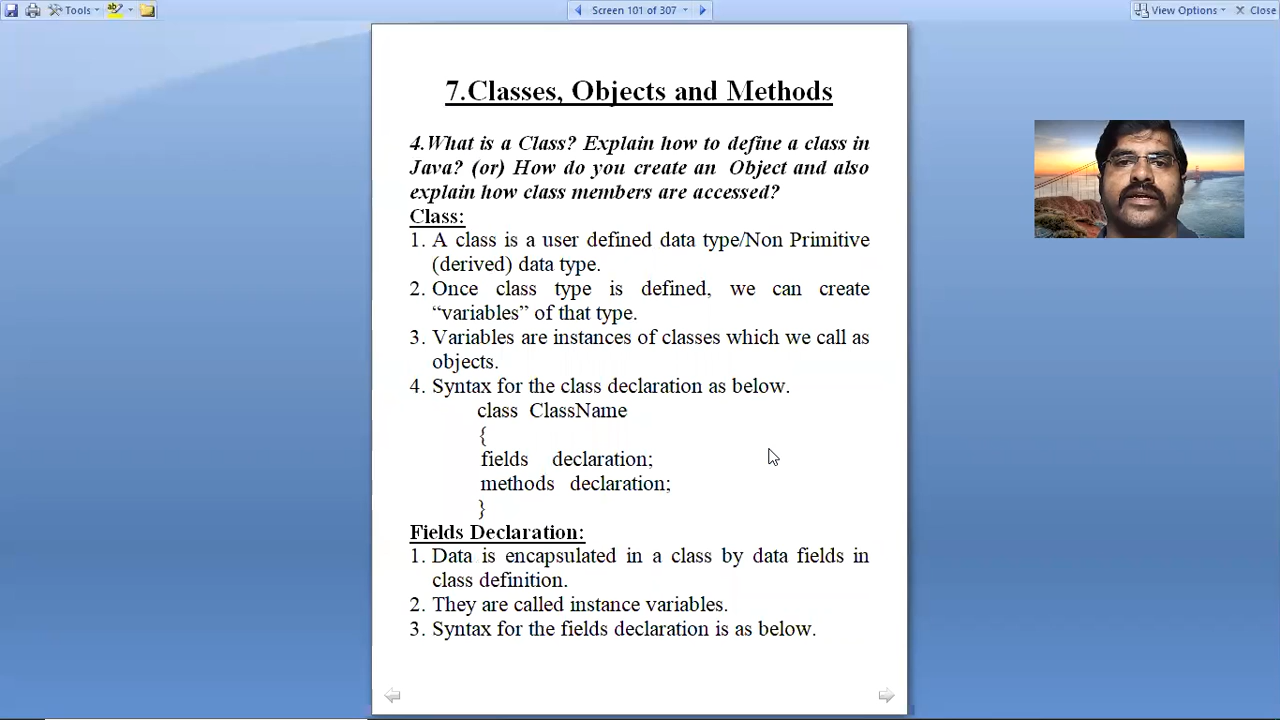 Tools
Screen 101 of 307
View Options
Close
7.Classes, Objects and Methods
4.What is a Class? Explain how to define a class in
Java? (or) How do you create an Object and also
explain how class members are accessed?
Class:
1. A class is a user defined data type/Non Primitive
(derived) data type.
2. Once class type is defined, we can create
“variables” of that type.
3. Variables are instances of classes which we call as
objects.
4. Syntax for the class declaration as below.
class ClassName
{
fields declaration;
methods declaration;
}
Fields Declaration:
1. Data is encapsulated in a class by data fields in
class definition.
2. They are called instance variables.
3. Syntax for the fields declaration is as below.